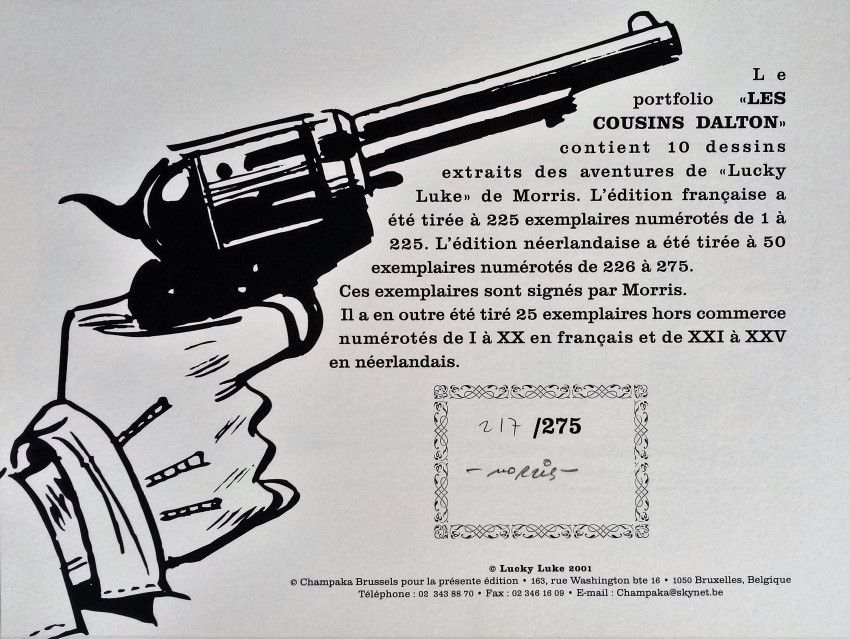 Le
portfolio «LES
COUSINS DALTON»
contient 10 dessins
extraits des aventures de «Lucky
Luke» de Morris. L'édition française a
été tirée à 225 exemplaires numérotés de 1 à
225. L'édition néerlandaise a été tirée à 50
exemplaires numérotés de 226 à 275.
Ces exemplaires sont signés par Morris.
Il a en outre été tiré 25 exemplaires hors commerce
numérotés de I à XX en français et de XXI à XXV
en néerlandais.
217 /275
- morris -
© Lucky Luke 2001
© Champaka Brussels pour la présente édition • 163, rue Washington bte 16 • 1050 Bruxelles, Belgique
Téléphone : 02 343 88 70 • Fax : 02 346 16 09 • E-mail : Champaka@skynet.be